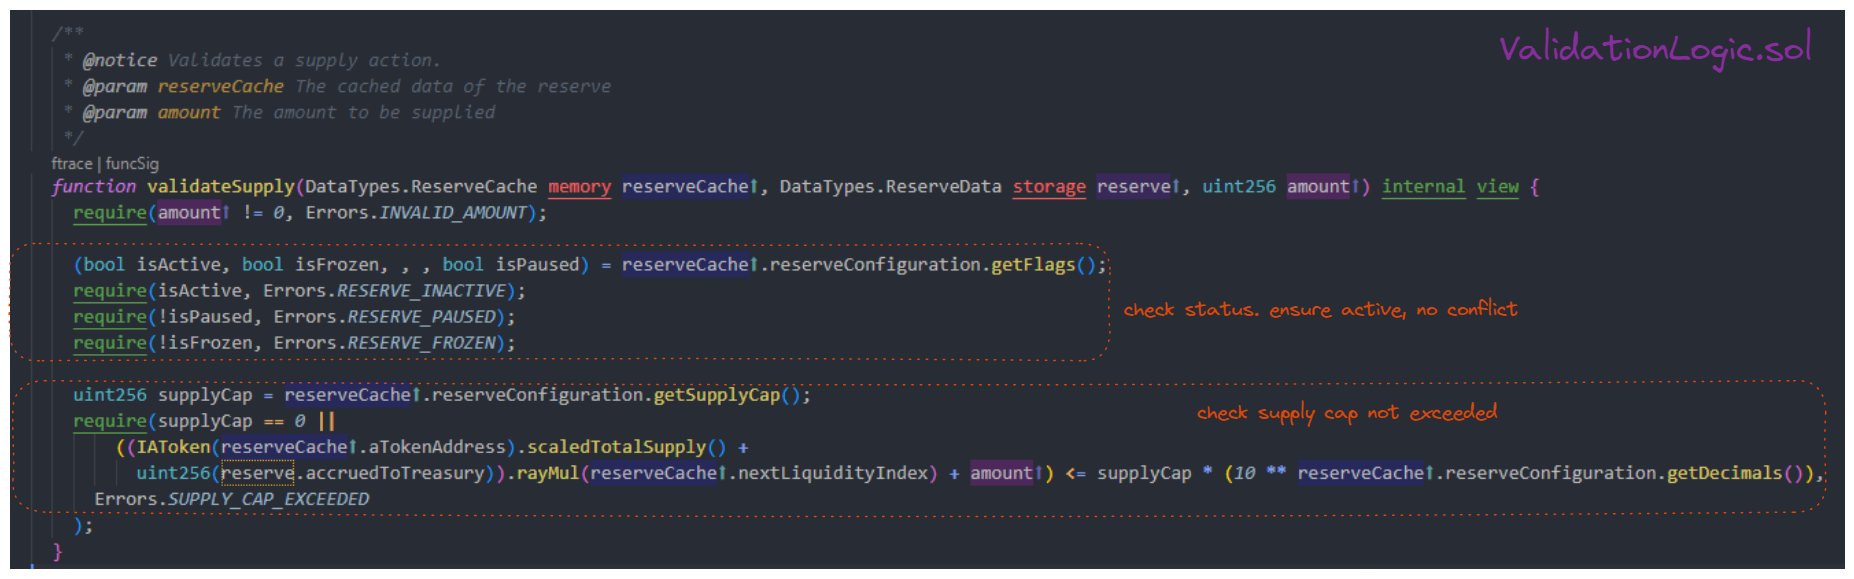 /**
ValidationLogic.sol
* @notice Validates a supply action.
* @param reserveCache The cached data of the reserve
* @param amount The amount to be supplied
*/
ftrace | funcSig
function validateSupply(DataTypes.ReserveCache memory reserveCache↑, DataTypes.ReserveData storage reserve↑, uint256 amount↑) internal view {
require(amount↑ != 0, Errors.INVALID_AMOUNT);
(bool isActive, bool isFrozen, , , bool isPaused) = reserveCache↑.reserveConfiguration.getFlags();
require(isActive, Errors.RESERVE_INACTIVE);
require(!isPaused, Errors.RESERVE_PAUSED);
require(!isFrozen, Errors.RESERVE_FROZEN);
check status. ensure active, no conflict
uint256 supplyCap = reserveCache↑.reserveConfiguration.getSupplyCap();
require(supplyCap == 0 ||
check supply cap not exceeded
((IAToken(reserveCache↑.aTokenAddress).scaledTotalSupply() +
uint256(reserve.accruedToTreasury)).rayMul(reserveCache↑.nextLiquidityIndex) + amount↑) <= supplyCap * (10 ** reserveCache↑.reserveConfiguration.getDecimals()),
Errors.SUPPLY_CAP_EXCEEDED
);
}